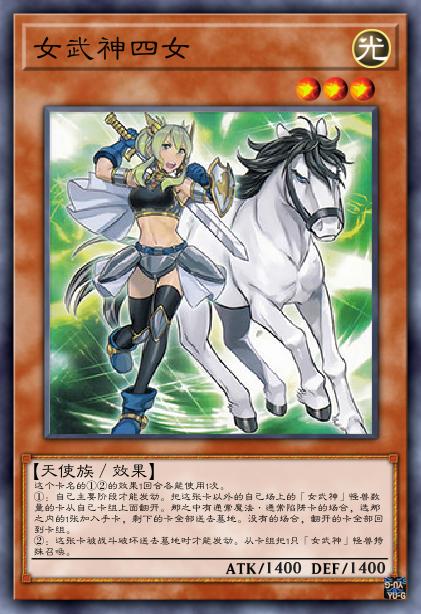 女武神四女
光
【天使族／效果】
这个卡名的①②的效果1回合各能使用1次。
①：自己主要阶段才能发动。把这张卡以外的自己场上的「女武神」怪兽数
量的卡从自己卡组上面翻开。那之中有通常魔法·通常陷阱卡的场合，选那
之内的1张加入手卡，剩下的卡全部送去墓地。没有的场合，翻开的卡全部回
到卡组。
②：这张卡被战斗破坏送去墓地时才能发动。从卡组把1只「女武神」怪兽特
殊召唤。
ATK/1400 DEF/1400